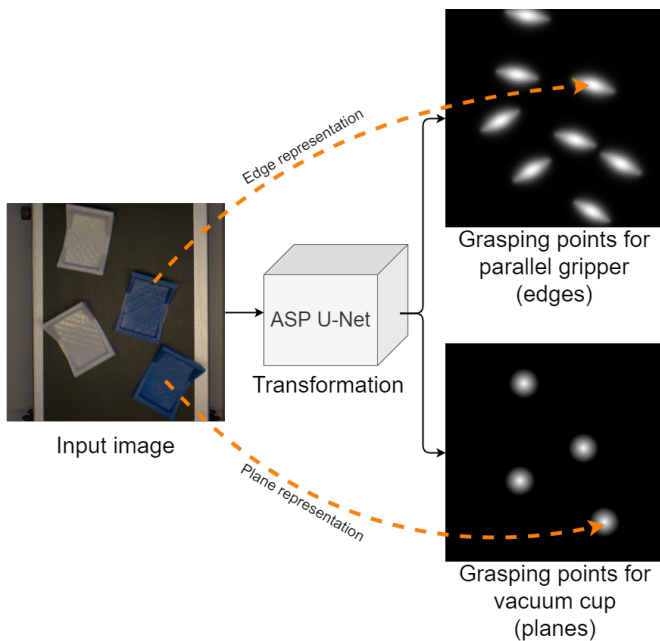 Edge representation
Grasping points for
parallel gripper
(edges)
ASP U-Net
Transformation
Input image
Plane representation
Grasping points for
vacuum cup
(planes)